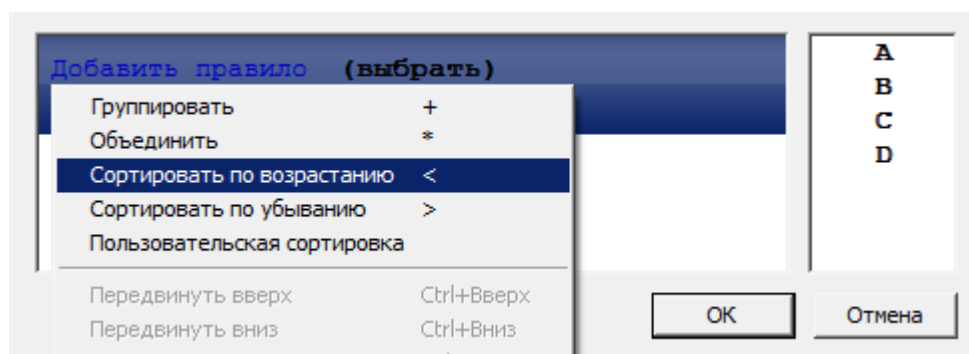 Добавить правило (выбрать)
A
B
C
D
Группировать +
Объединить *
Сортировать по возрастанию <
Сортировать по убыванию >
Пользовательская сортировка
Передвинуть вверх Ctrl+Вверх
Передвинуть вниз Ctrl+Вниз
OK Отмена